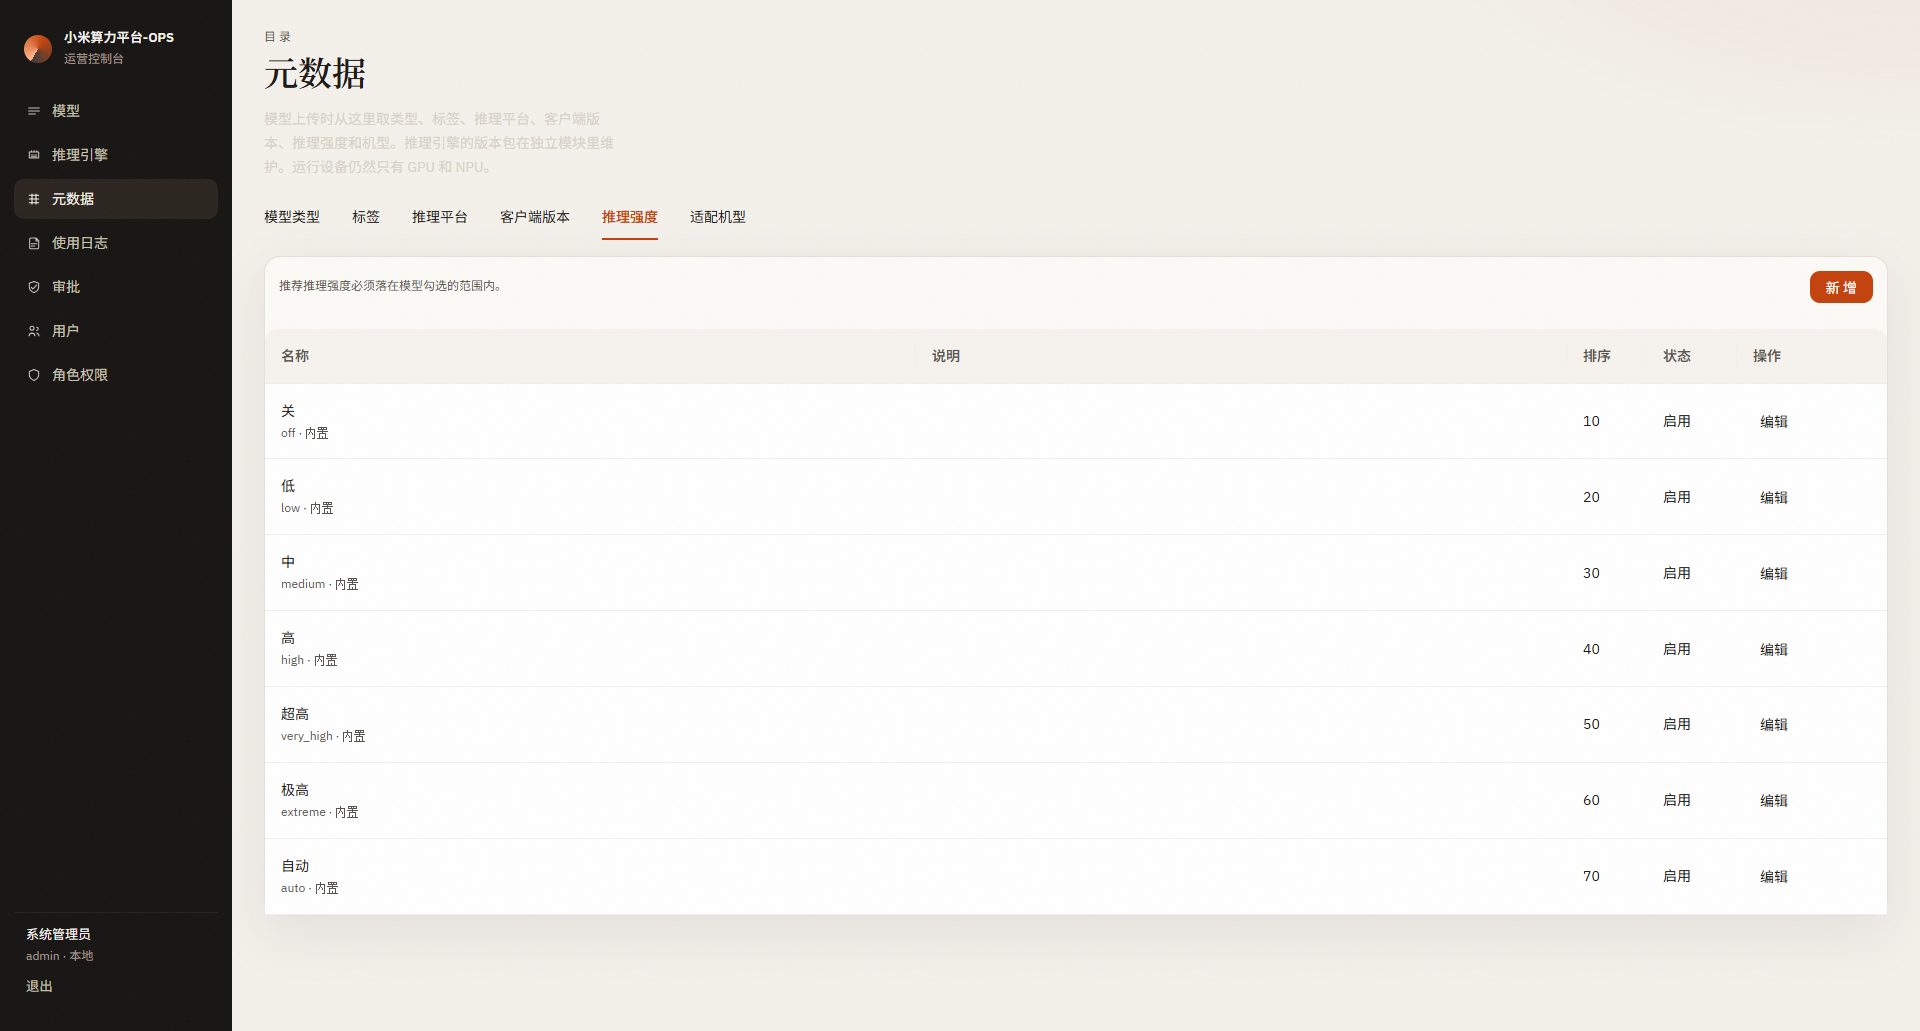 小米算力平台-OPS
运营控制台
模型
推理引擎
元数据
使用日志
审批
用户
角色权限
系统管理员
admin · 本地
退出
目录
元数据
模型上传时从这里取类型、标签、推理平台、客户端版
本、推理强度和机型。推理引擎的版本包在独立模块里维
护。运行设备仍然只有 GPU 和 NPU。
模型类型 标签 推理平台 客户端版本 推理强度 适配机型
推荐推理强度必须落在模型勾选的范围内。
新增
名称 说明 排序 状态 操作
关
off · 内置
10 启用 编辑
低
low · 内置
20 启用 编辑
中
medium · 内置
30 启用 编辑
高
high · 内置
40 启用 编辑
超高
very_high · 内置
50 启用 编辑
极高
extreme · 内置
60 启用 编辑
自动
auto · 内置
70 启用 编辑